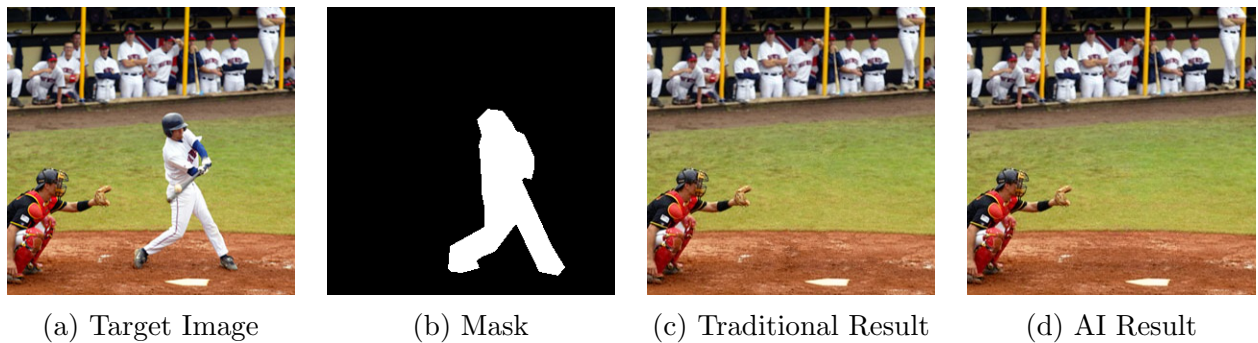 (a) Target Image
(b) Mask
(c) Traditional Result
(d) AI Result